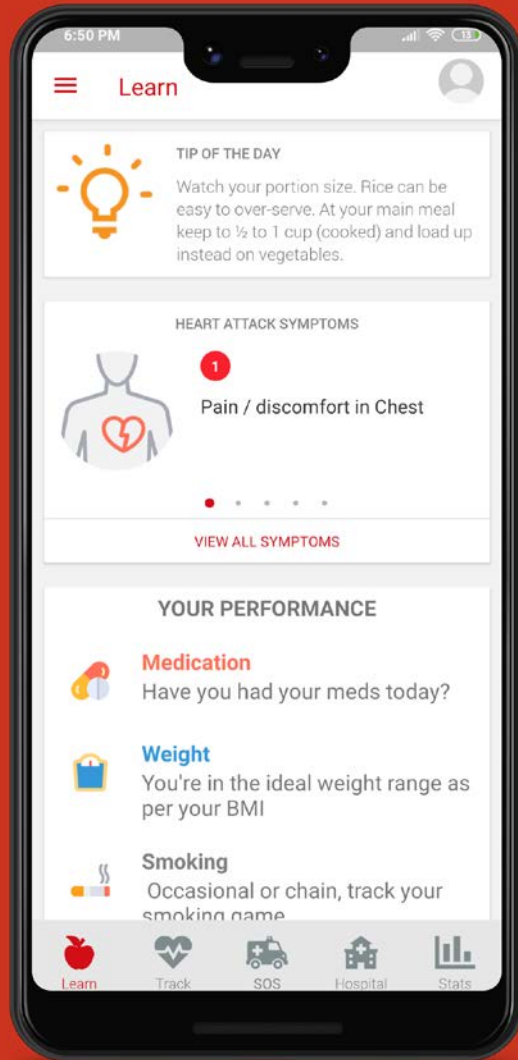 6:50 PM
13
Learn
TIP OF THE DAY
Watch your portion size. Rice can be
easy to over-serve. At your main meal
keep to ½ to 1 cup (cooked) and load up
instead on vegetables.
HEART ATTACK SYMPTOMS
1
Pain / discomfort in Chest
VIEW ALL SYMPTOMS
YOUR PERFORMANCE
Medication
Have you had your meds today?
Weight
You're in the ideal weight range as
per your BMI
Smoking
Occasional or chain, track your
smoking game
Learn Track SOS Hospital Stats